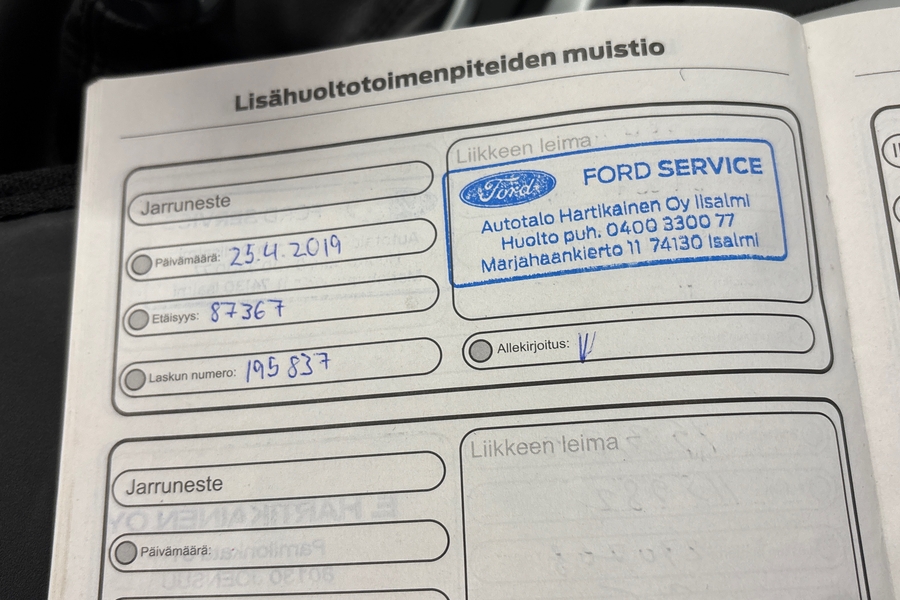 Lisähuoltotoimenpiteiden muistio
Jarruneste
Päivämäärä: 25.4.2019
Etäisyys: 87367
Laskun numero: 195837
Liikkeen leima
Ford FORD SERVICE
Autotalo Hartikainen Oy Iisalmi
Huolto puh. 0400 3300 77
Marjahaankierto 11 74130 Iisalmi
Allekirjoitus:
Jarruneste
Päivämäärä:
Liikkeen leima